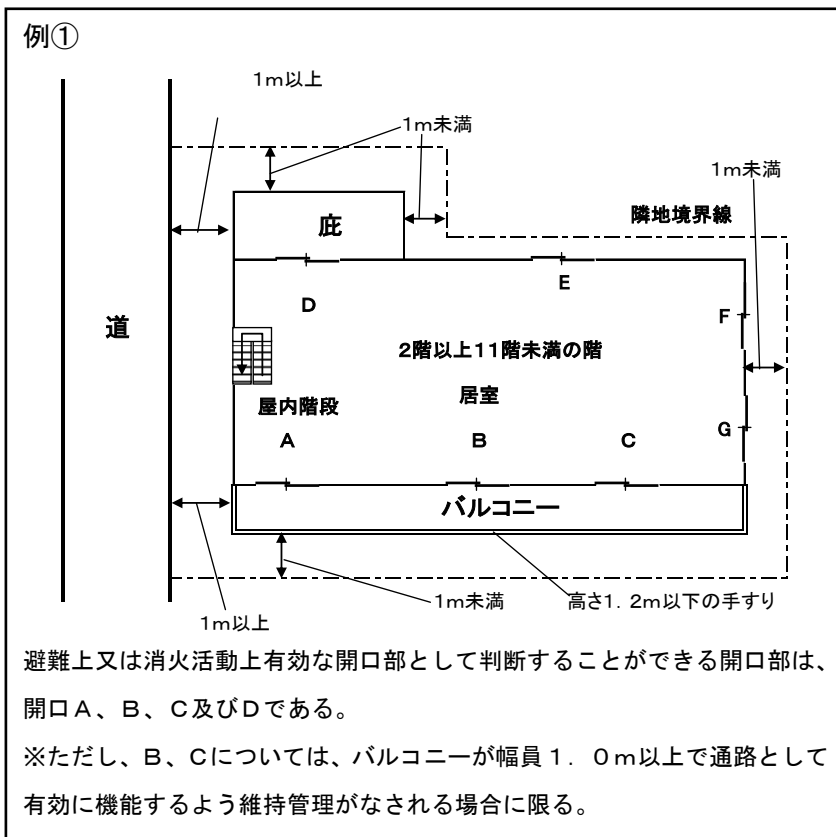 例①
1m以上
1m未満
1m未満
隣地境界線
庇
D
E
F
道
2階以上11階未満の階
屋内階段
居室
A
B
C
G
バルコニー
1m以上
1m未満
高さ1.2m以下の手すり
避難上又は消火活動上有効な開口部として判断することができる開口部は、
開口A、B、C及びDである。
※ただし、B、Cについては、バルコニーが幅員1.0m以上で通路として
有効に機能するよう維持管理がなされる場合に限る。